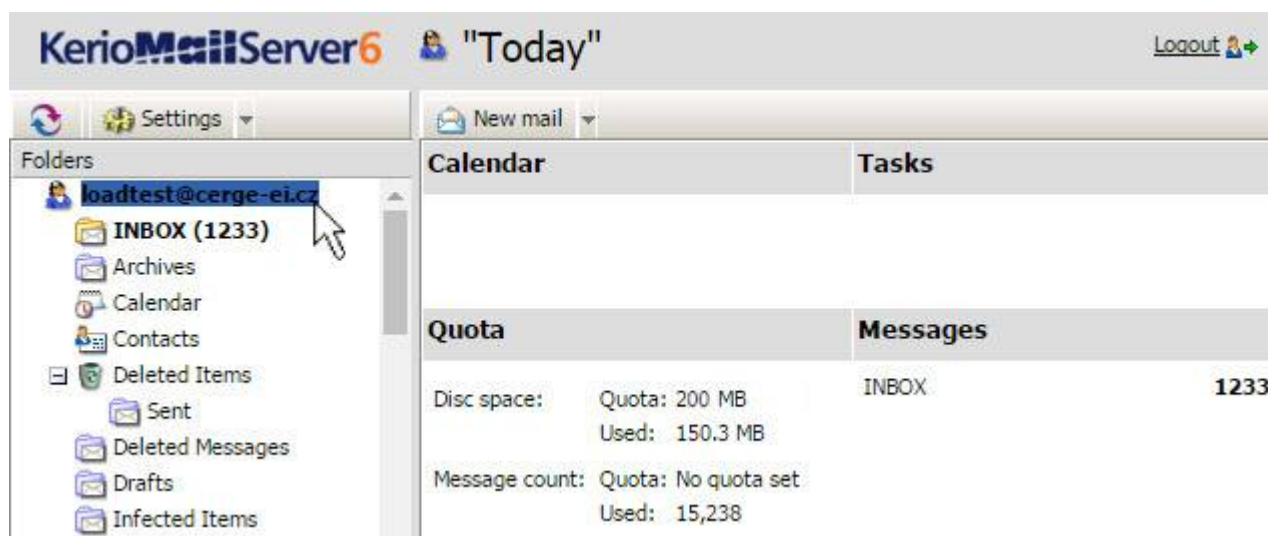 KerioMailServer6 "Today" Logout
Settings New mail
Folders
loadtest@cerge-ei.cz
INBOX (1233)
Archives
Calendar
Contacts
Deleted Items
Sent
Deleted Messages
Drafts
Infected Items
Calendar Tasks
Quota Messages
Disc space: Quota: 200 MB
Used: 150.3 MB
Message count: Quota: No quota set
Used: 15,238
INBOX 1233